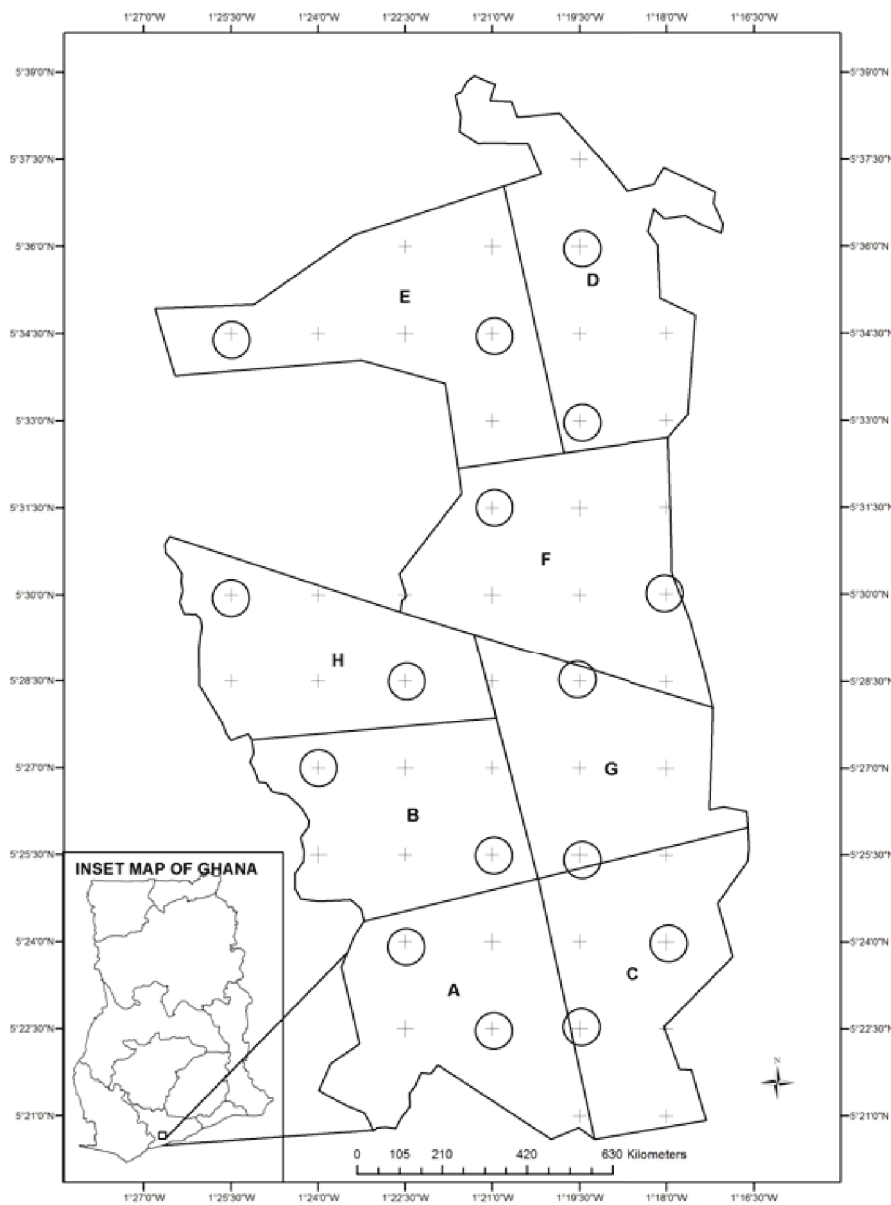 1°27'0"W 1°25'30"W 1°24'0"W 1°22'30"W 1°21'0"W 1°19'30"W 1°18'0"W 1°16'30"W
5°39'0"N 5°39'0"N
5°37'30"N 5°37'30"N
5°36'0"N 5°36'0"N
D
E
5°34'30"N 5°34'30"N
5°33'0"N 5°33'0"N
5°31'30"N 5°31'30"N
F
5°30'0"N 5°30'0"N
H
5°28'30"N 5°28'30"N
5°27'0"N G 5°27'0"N
B
5°25'30"N 5°25'30"N
INSET MAP OF GHANA
5°24'0"N 5°24'0"N
C
A
5°22'30"N 5°22'30"N
N
5°21'0"N 5°21'0"N
0 105 210 420 630 Kilometers
1°27'0"W 1°25'30"W 1°24'0"W 1°22'30"W 1°21'0"W 1°19'30"W 1°18'0"W 1°16'30"W